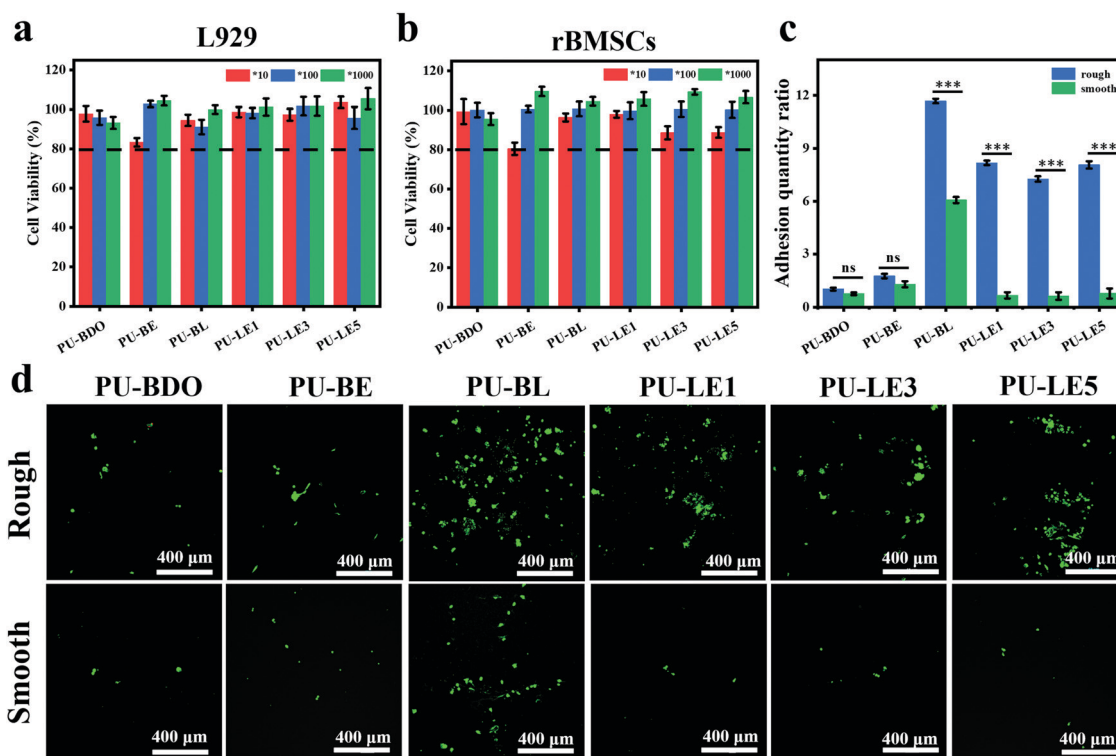 a
L929
*10
*100
*1000
Cell Viability (%)
120
100
80
60
40
20
0
PU-BDO
PU-BE
PU-BL
PU-LE1
PU-LE3
PU-LE5
b
rBMSCs
*10
*100
*1000
Cell Viability (%)
120
100
80
60
40
20
0
PU-BDO
PU-BE
PU-BL
PU-LE1
PU-LE3
PU-LE5
c
rough
smooth
Adhesion quantity ratio
12
9
6
3
0
ns
ns
***
***
***
***
PU-BDO
PU-BE
PU-BL
PU-LE1
PU-LE3
PU-LE5
d
PU-BDO PU-BE PU-BL PU-LE1 PU-LE3 PU-LE5
Rough
400 µm 400 µm 400 µm 400 µm 400 µm 400 µm
Smooth
400 µm 400 µm 400 µm 400 µm 400 µm 400 µm